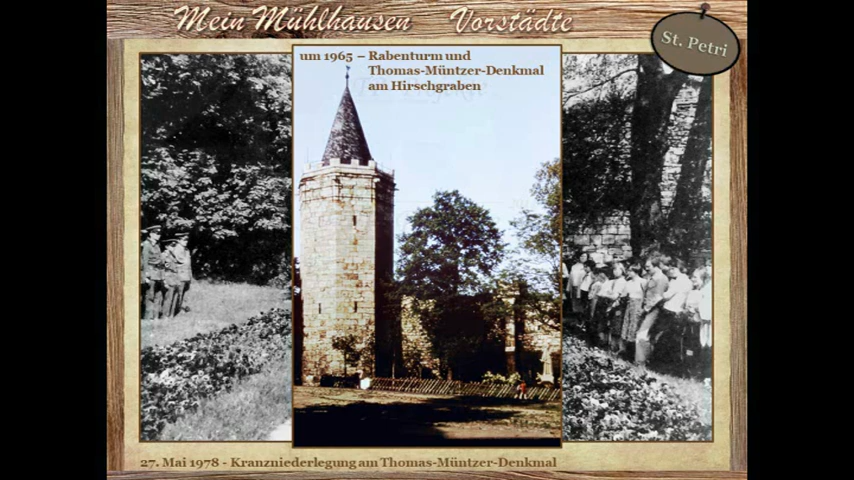 Mein Mühlhausen Vorstädte
St. Petri
um 1965 – Rabenturm und
Thomas-Müntzer-Denkmal
am Hirschgraben
27. Mai 1978 - Kranzniederlegung am Thomas-Müntzer-Denkmal